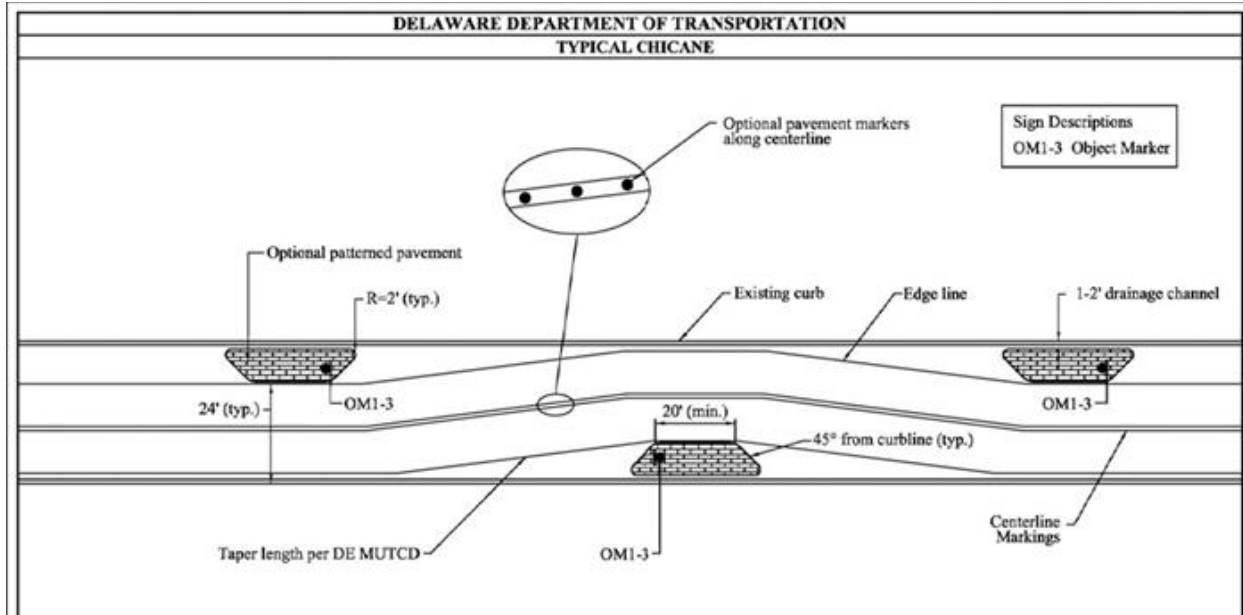 DELAWARE DEPARTMENT OF TRANSPORTATION
TYPICAL CHICANE
Optional pavement markers
along centerline
Sign Descriptions
OM1-3 Object Marker
Optional patterned pavement
R=2' (typ.)
Existing curb
Edge line
1-2' drainage channel
24' (typ.)
OM1-3
20' (min.)
OM1-3
45° from curbline (typ.)
Taper length per DE MUTCD
OM1-3
Centerline
Markings